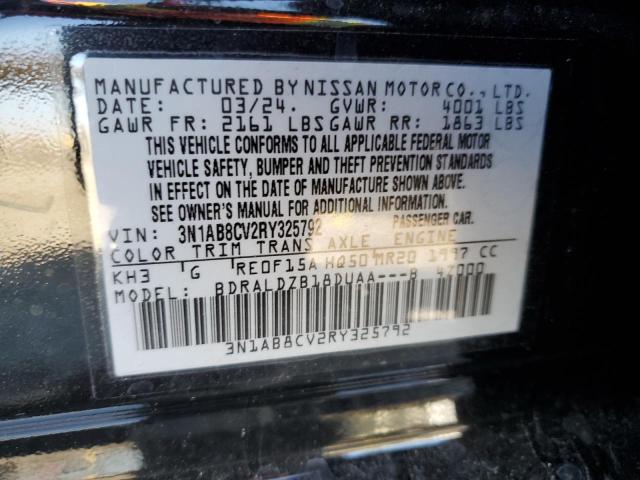 MANUFACTURED BY NISSAN MOTOR CO., LTD.
DATE: 03/24. GVWR: 4001 LBS
GAWR FR: 2161 LBS GAWR RR: 1863 LBS
THIS VEHICLE CONFORMS TO ALL APPLICABLE FEDERAL MOTOR
VEHICLE SAFETY, BUMPER AND THEFT PREVENTION STANDARDS
IN EFFECT ON THE DATE OF MANUFACTURE SHOWN ABOVE.
SEE OWNER'S MANUAL FOR ADDITIONAL INFORMATION.
VIN: 3N1AB8CV2RY325792 PASSENGER CAR.
COLOR TRIM TRANS AXLE ENGINE
KH3 G RE0F15A HQ50 MR20 1997 CC
MODEL: BDRALDZB18DUAA---B 47000
3N1AB8CV2RY325792